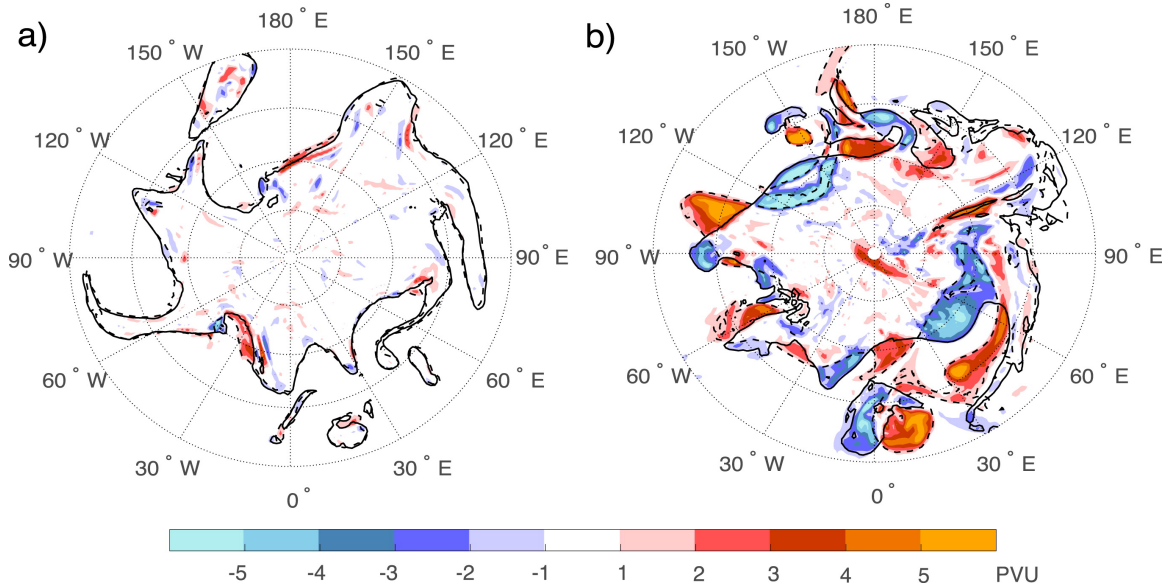 a)
180 ° E
150 ° W
150 ° E
120 ° W
120 ° E
90 ° W
90 ° E
60 ° W
60 ° E
30 ° W
30 ° E
0 °
b)
180 ° E
150 ° W
150 ° E
120 ° W
120 ° E
90 ° W
90 ° E
60 ° W
60 ° E
30 ° W
30 ° E
0 °
-5 -4 -3 -2 -1 1 2 3 4 5 PVU